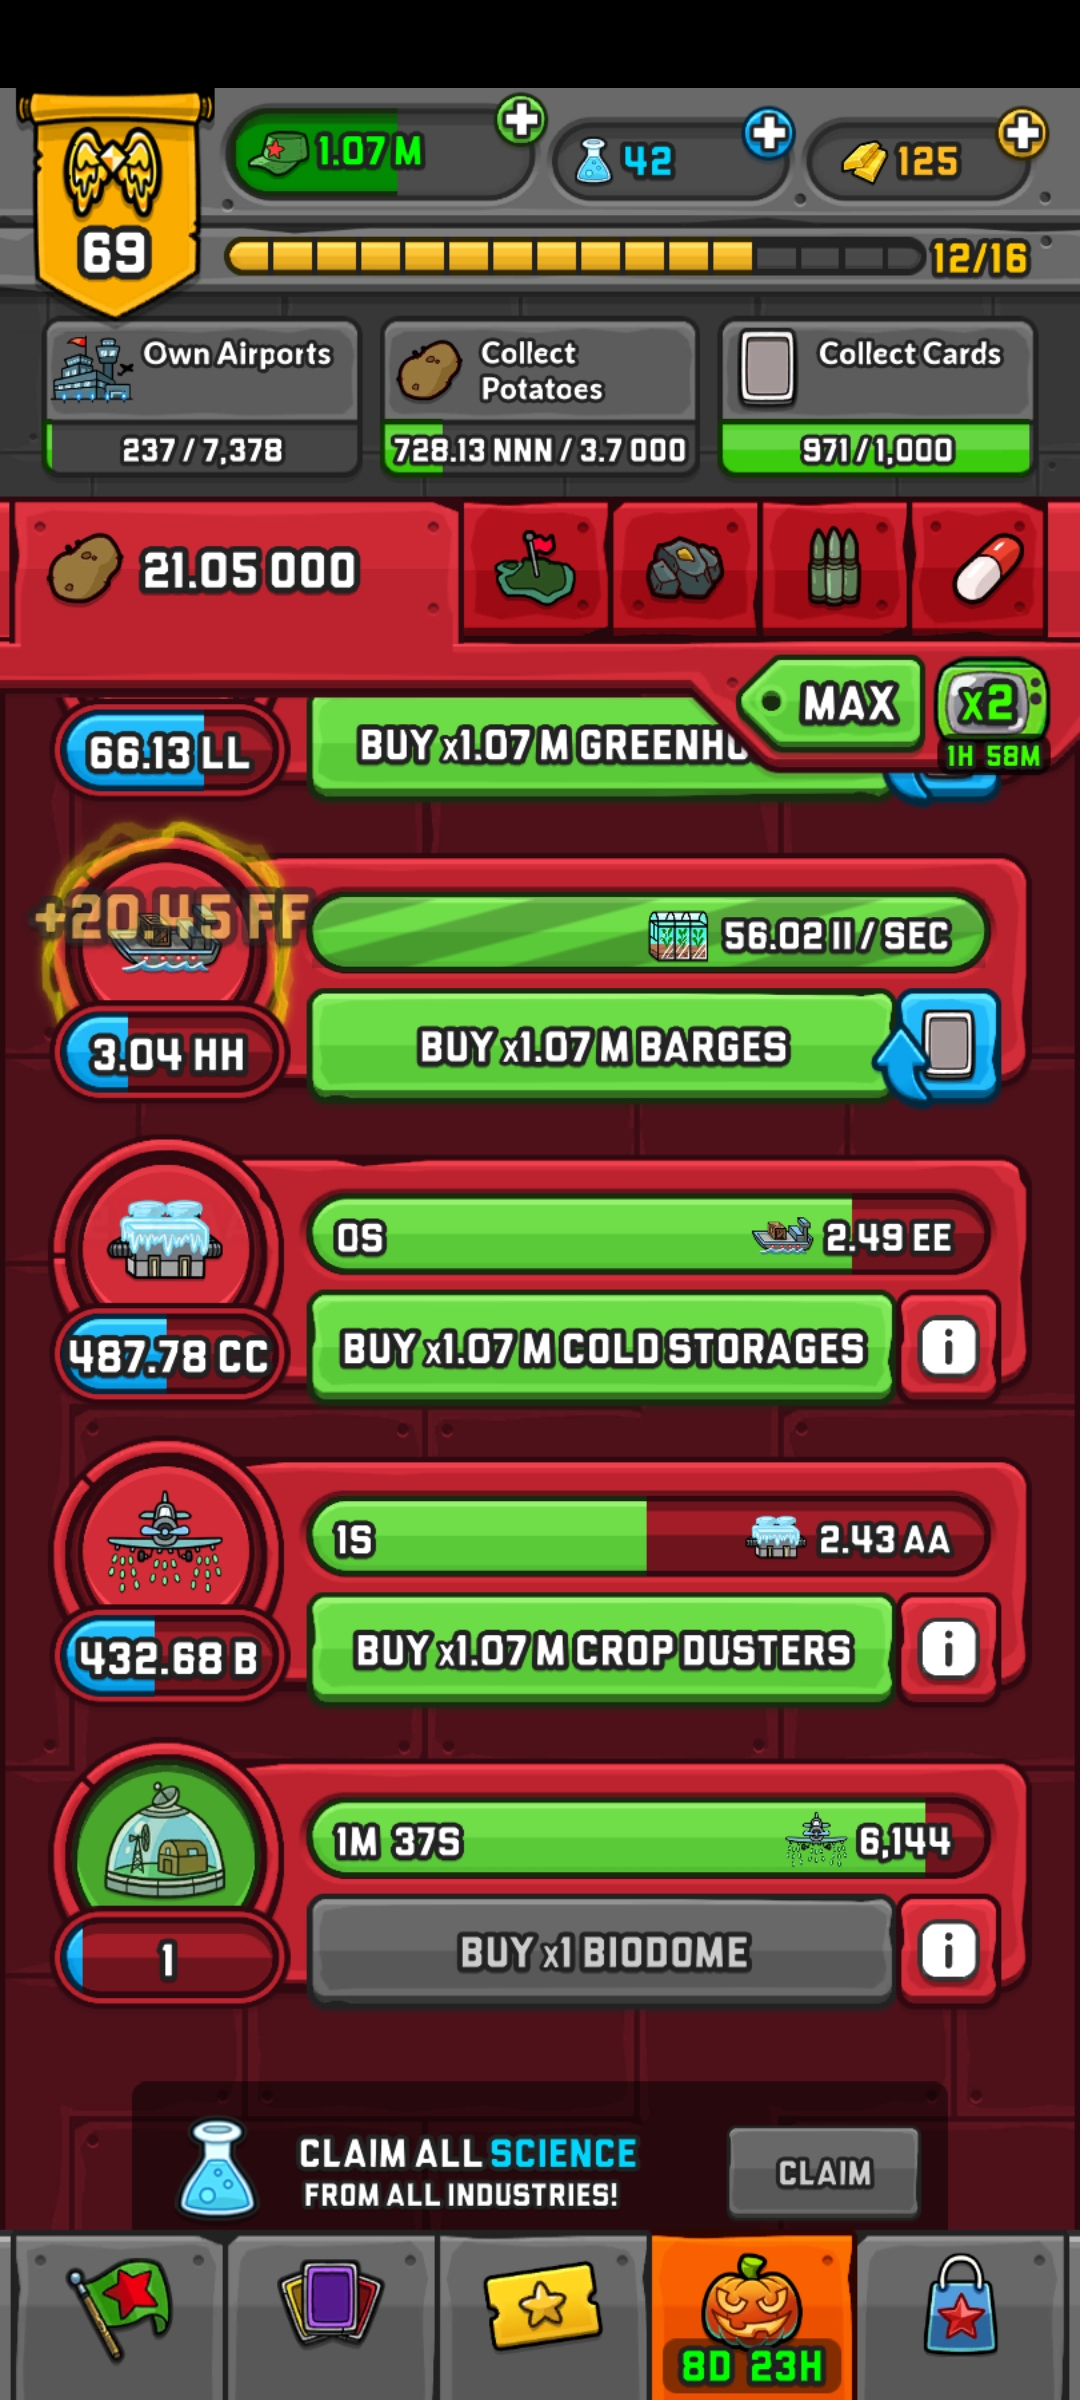 69
1.07 M
42
125
12/16
Own Airports
237 / 7,378
Collect
Potatoes
728.13 NNN / 3.7 OOO
Collect Cards
971 / 1,000
21.05 OOO
MAX
x2
1H 58M
66.13 LL
BUY x1.07 M GREENHO
+20.45 FF
56.02 II / SEC
3.04 HH
BUY x1.07 M BARGES
0S
2.49 EE
487.78 CC
BUY x1.07 M COLD STORAGES
i
1S
2.43 AA
432.68 B
BUY x1.07 M CROP DUSTERS
i
1M 37S
6,144
1
BUY x1 BIODOME
i
CLAIM ALL SCIENCE
FROM ALL INDUSTRIES!
CLAIM
8D 23H